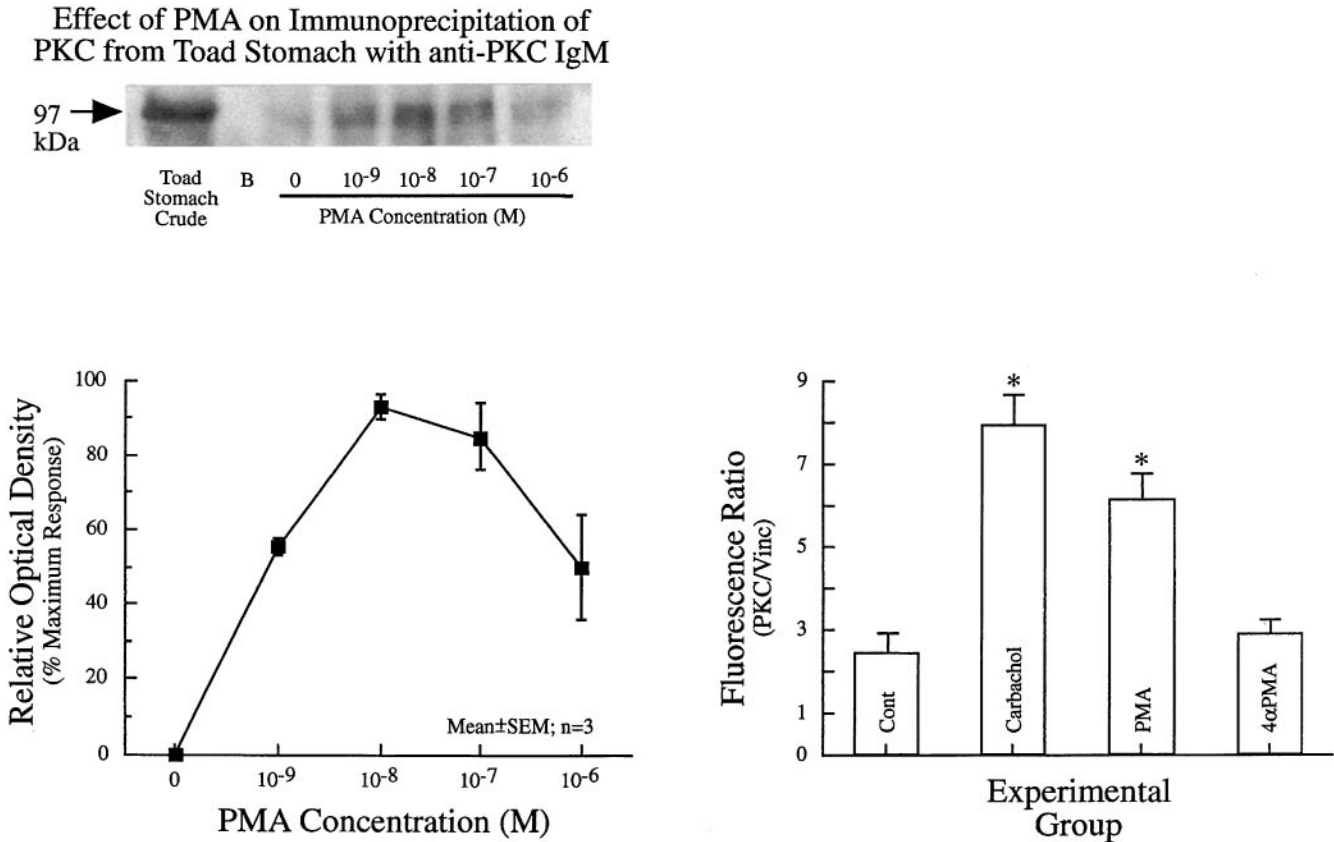 Effect of PMA on Immunoprecipitation of
PKC from Toad Stomach with anti-PKC IgM
97
kDa
Toad
Stomach
Crude
B
0 10-9 10-8 10-7 10-6
PMA Concentration (M)
Relative Optical Density
(% Maximum Response)
100
80
60
40
20
0
Mean±SEM; n=3
0 10-9 10-8 10-7 10-6
PMA Concentration (M)
Fluorescence Ratio
(PKC/Vinc)
9
7
5
3
1
0
*
*
Cont
Carbachol
PMA
4αPMA
Experimental
Group